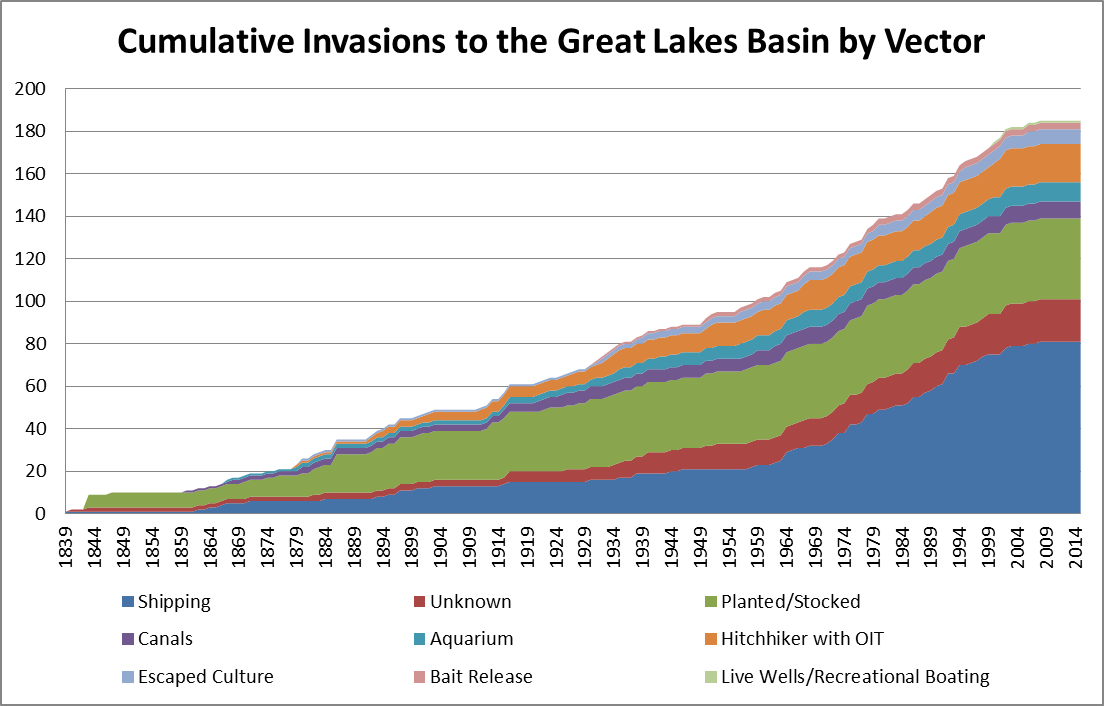 Cumulative Invasions to the Great Lakes Basin by Vector
200
180
160
140
120
100
80
60
40
20
0
1839 1844 1849 1854 1859 1864 1869 1874 1879 1884 1889 1894 1899 1904 1909 1914 1919 1924 1929 1934 1939 1944 1949 1954 1959 1964 1969 1974 1979 1984 1989 1994 1999 2004 2009 2014
Shipping Unknown Planted/Stocked
Canals Aquarium Hitchhiker with OIT
Escaped Culture Bait Release Live Wells/Recreational Boating